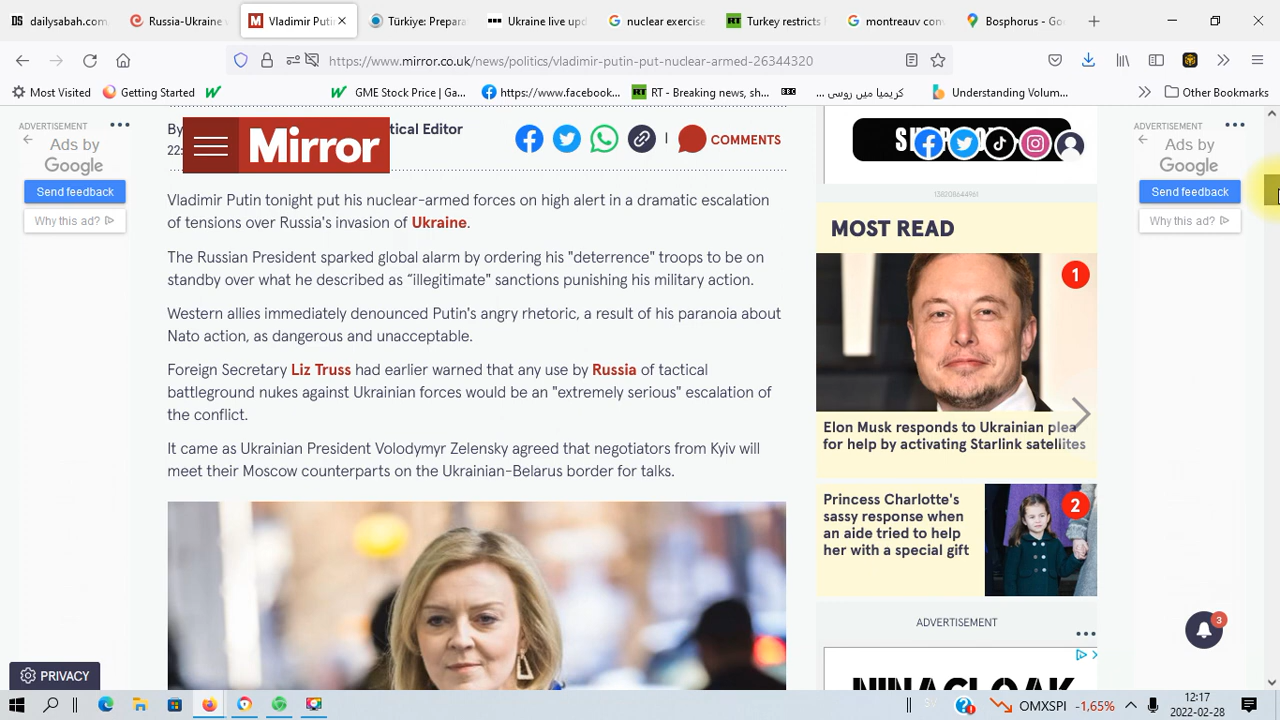 dailysabah.com
Russia-Ukraine
Vladimir Puti
Türkiye: Prepara
Ukraine live upd
nuclear exercise
Turkey restricts
montreauv con
Bosphorus - Go
https://www.mirror.co.uk/news/politics/vladimir-putin-put-nuclear-armed-26344320
Most Visited
Getting Started
GME Stock Price | Ga...
https://www.facebook...
RT - Breaking news, sh...
کریمیا میں روسی ...
Understanding Volum...
Other Bookmarks
ADVERTISEMENT
Ads by
Google
Send feedback
Why this ad?
By
tical Editor
22:
Mirror
COMMENTS
Vladimir Putin tonight put his nuclear-armed forces on high alert in a dramatic escalation
of tensions over Russia's invasion of Ukraine.
The Russian President sparked global alarm by ordering his "deterrence" troops to be on
standby over what he described as “illegitimate" sanctions punishing his military action.
Western allies immediately denounced Putin's angry rhetoric, a result of his paranoia about
Nato action, as dangerous and unacceptable.
Foreign Secretary Liz Truss had earlier warned that any use by Russia of tactical
battleground nukes against Ukrainian forces would be an "extremely serious" escalation of
the conflict.
It came as Ukrainian President Volodymyr Zelensky agreed that negotiators from Kyiv will
meet their Moscow counterparts on the Ukrainian-Belarus border for talks.
138208644961
MOST READ
1
Elon Musk responds to Ukrainian plea
for help by activating Starlink satellites
Princess Charlotte's
sassy response when
an aide tried to help
her with a special gift
2
ADVERTISEMENT
NINACLOAK
ADVERTISEMENT
Ads by
Google
Send feedback
Why this ad?
3
PRIVACY
OMXSPI -1,65%
12:17
2022-02-28